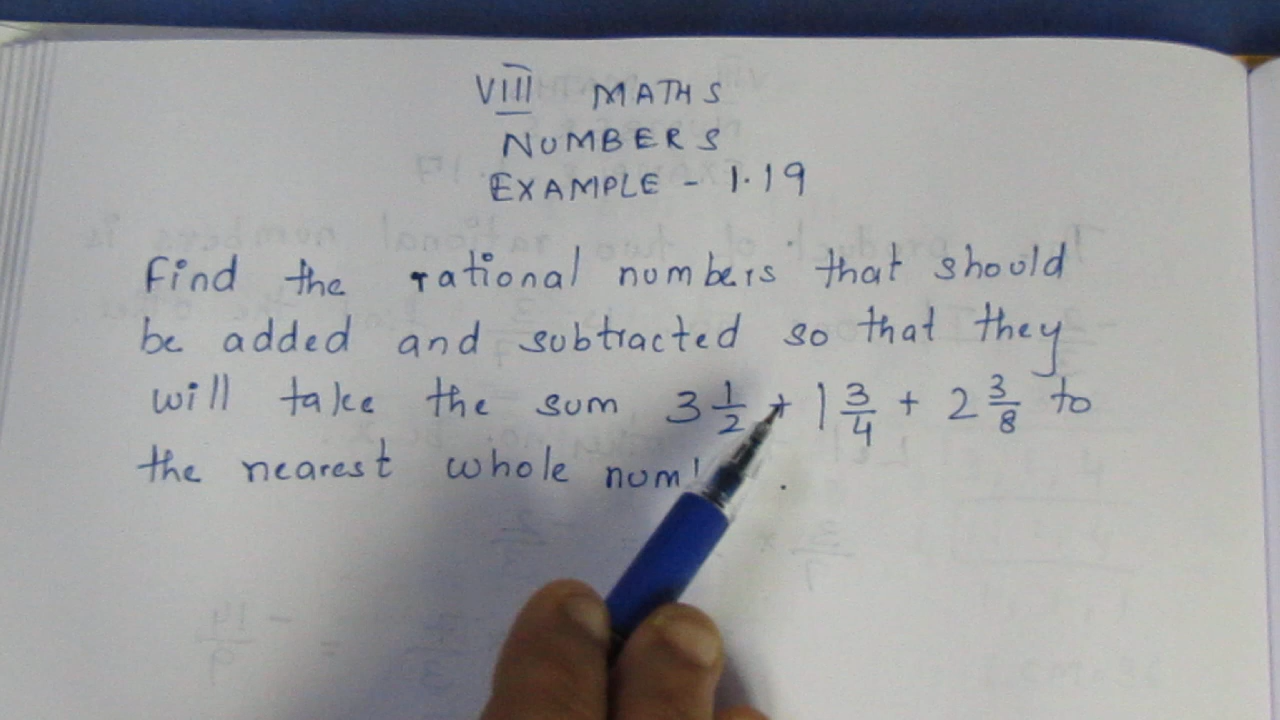 VIII MATHS
NUMBERS
EXAMPLE - 1.19
Find the rational numbers that should
be added and subtracted so that they
will take the sum 3 1/2 + 1 3/4 + 2 3/8 to
the nearest whole